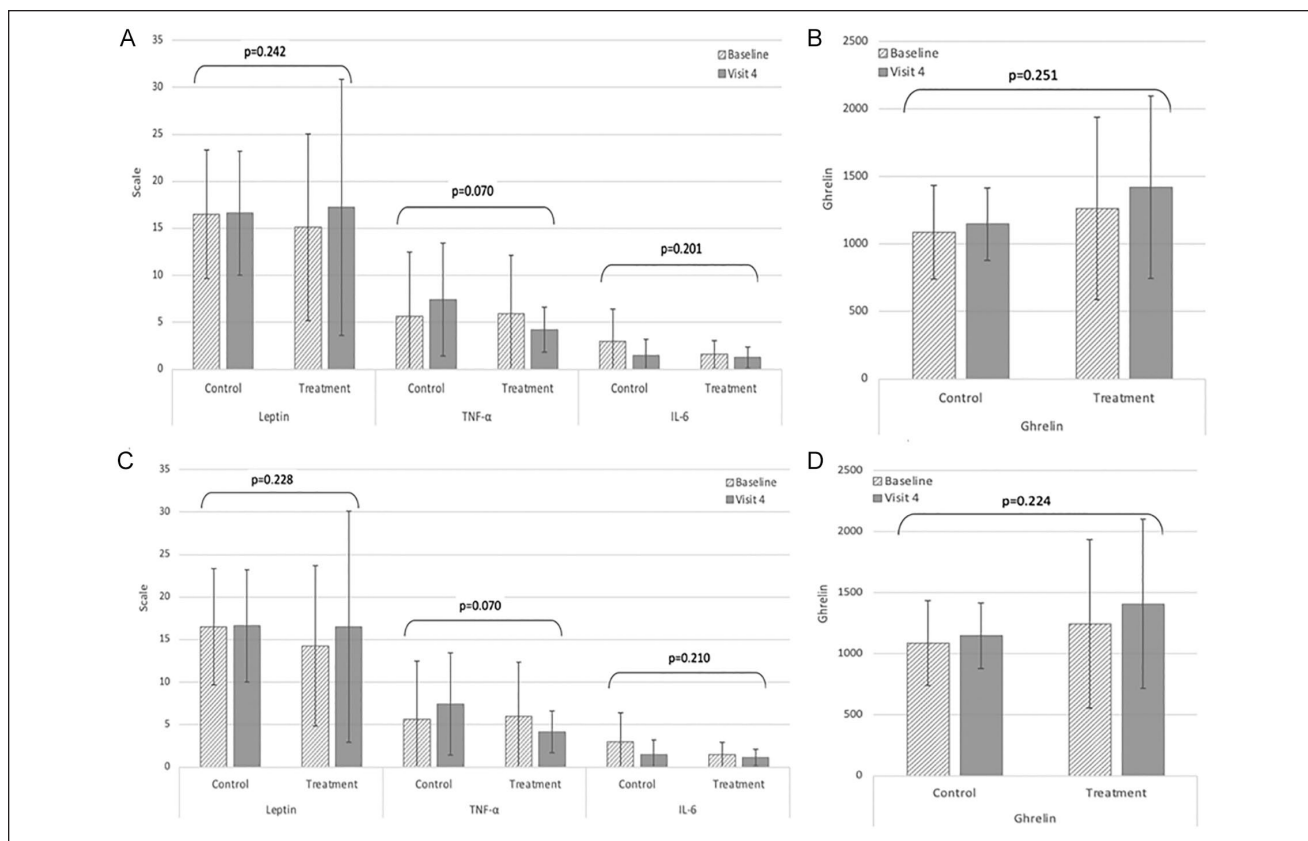 A
35
30
25
20
15
10
5
0
Scale
p=0.242
p=0.070
p=0.201
Baseline
Visit 4
Control Treatment Control Treatment Control Treatment
Leptin TNF-α IL-6
B
2500
2000
1500
1000
500
0
Ghrelin
Baseline
Visit 4
p=0.251
Control Treatment
Ghrelin
C
35
30
25
20
15
10
5
0
Scale
p=0.228
p=0.070
p=0.210
Baseline
Visit 4
Control Treatment Control Treatment Control Treatment
Leptin TNF-α IL-6
D
2500
2000
1500
1000
500
0
Ghrelin
Baseline
Visit 4
p=0.224
Control Treatment
Ghrelin